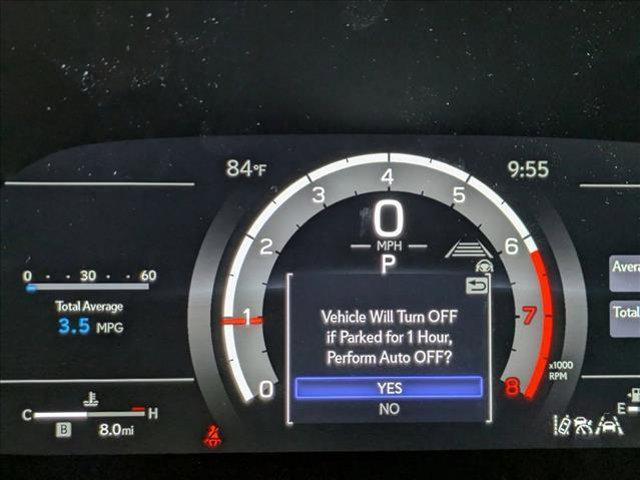 84°F
9:55
0 1 2 3 4 5 6 7 8
0
MPH
P
x1000
RPM
0 30 60
Total Average
3.5 MPG
Vehicle Will Turn OFF
if Parked for 1 Hour,
Perform Auto OFF?
YES
NO
C H
B 8.0mi
Total
E